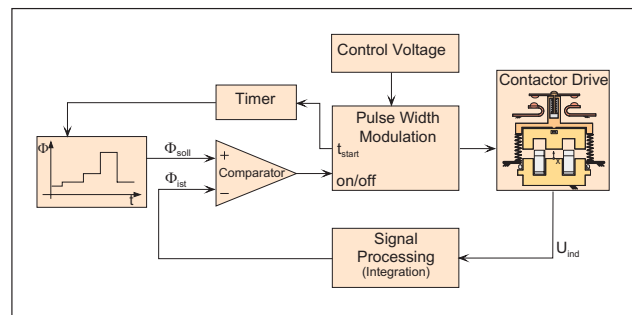 Control Voltage
Contactor Drive
Timer
Pulse Width
Modulation
t_start
on/off
Φ
t
Φ_soll
Φ_ist
+
Comparator
−
x
Signal
Processing
(Integration)
U_ind